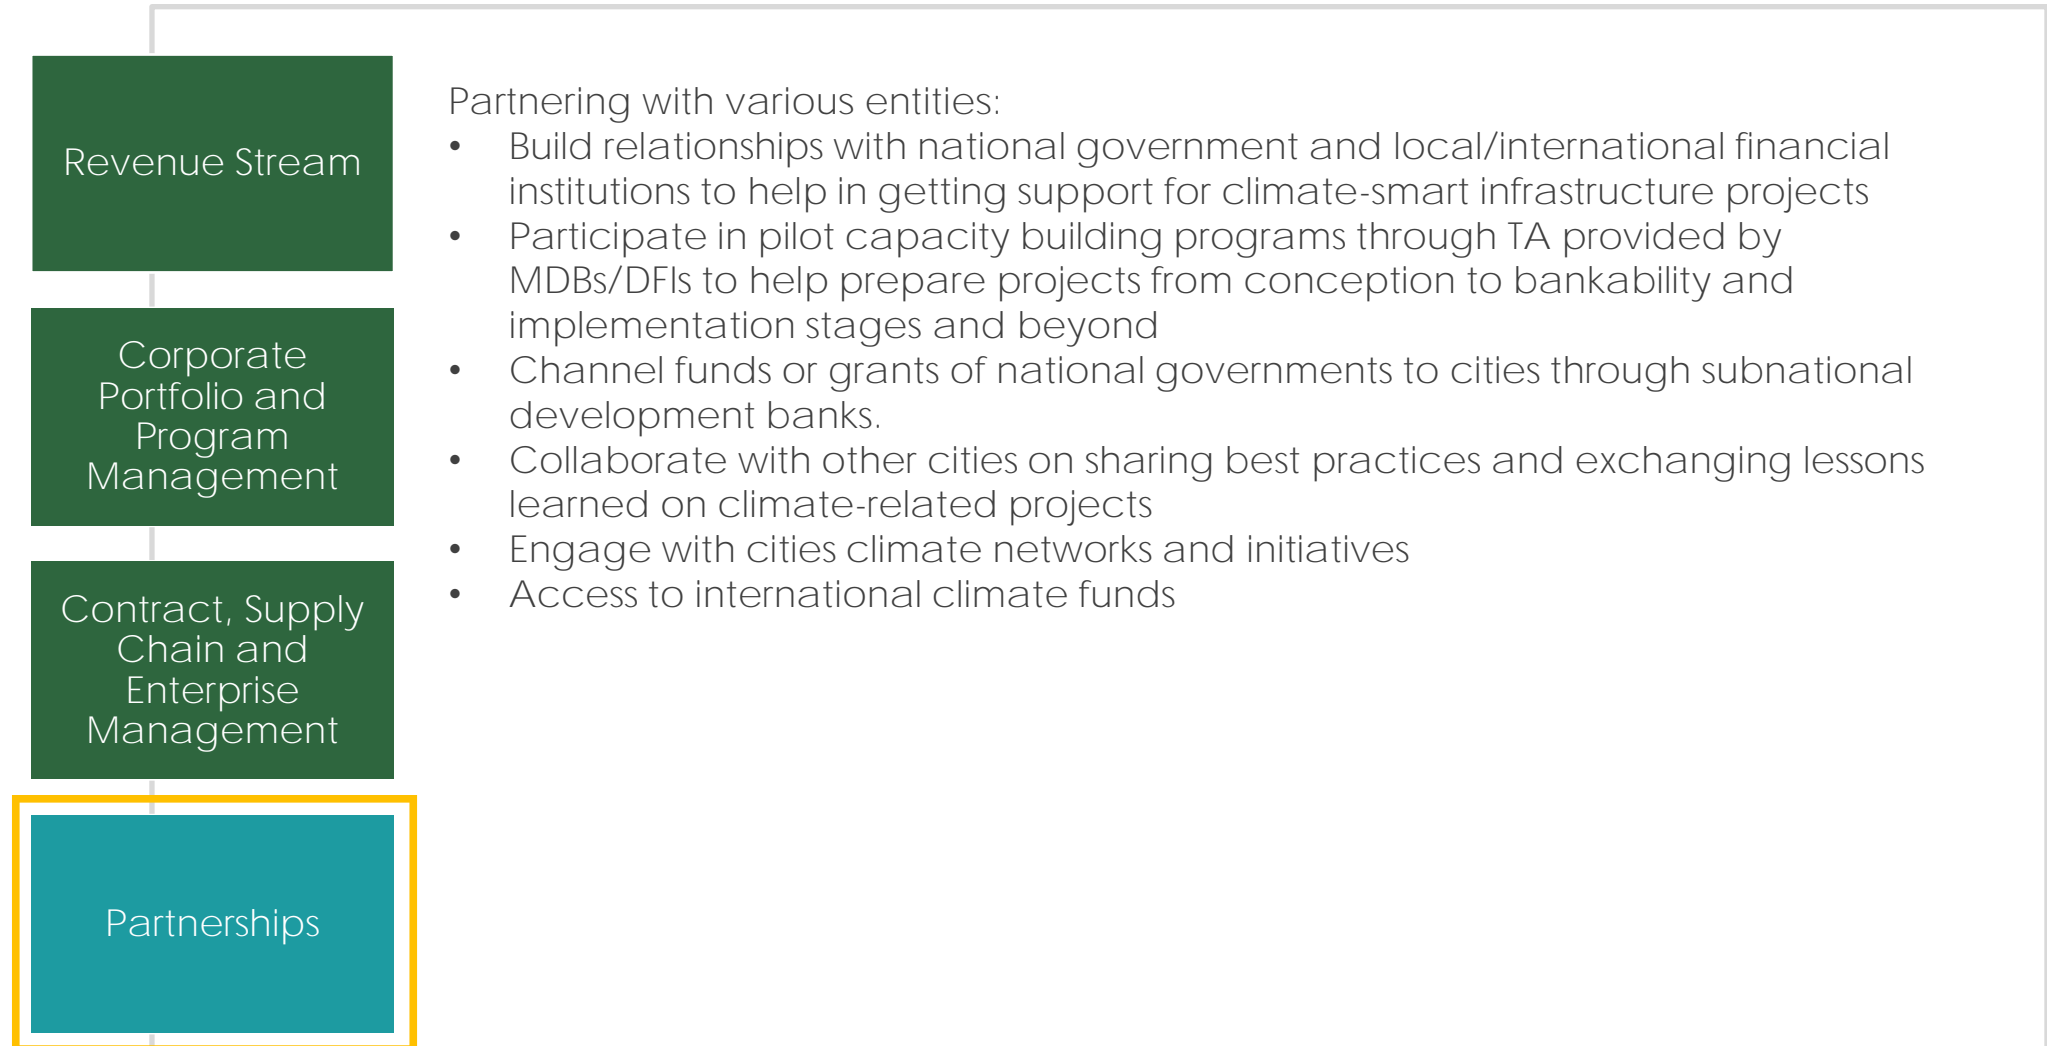 Revenue Stream
Corporate
Portfolio and
Program
Management
Contract, Supply
Chain and
Enterprise
Management
Partnerships
Partnering with various entities:
• Build relationships with national government and local/international financial
institutions to help in getting support for climate-smart infrastructure projects
• Participate in pilot capacity building programs through TA provided by
MDBs/DFIs to help prepare projects from conception to bankability and
implementation stages and beyond
• Channel funds or grants of national governments to cities through subnational
development banks.
• Collaborate with other cities on sharing best practices and exchanging lessons
learned on climate-related projects
• Engage with cities climate networks and initiatives
• Access to international climate funds